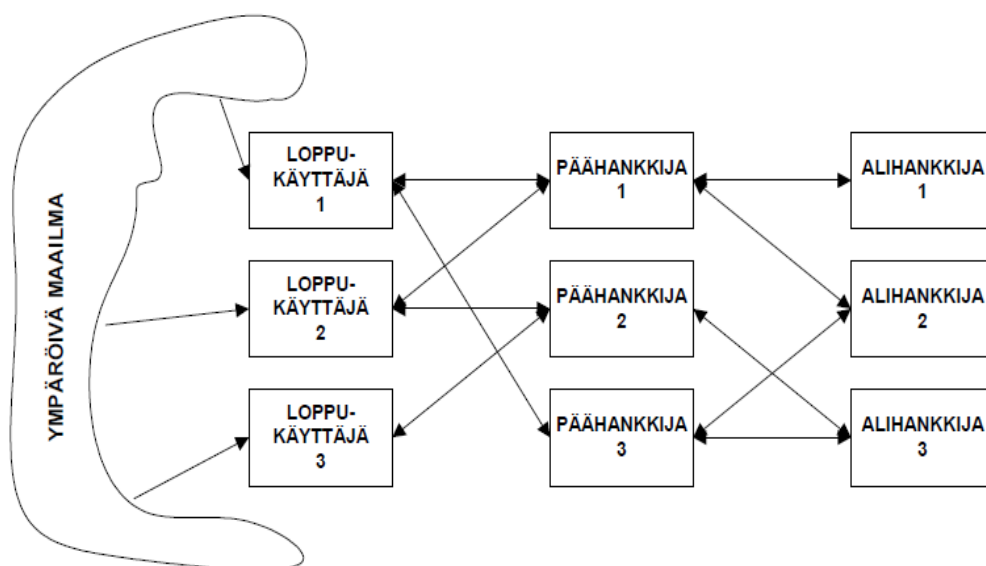 YMPÄRÖIVÄ MAAILMA
LOPPU-
KÄYTTÄJÄ
1
PÄÄHANKKIJA
1
ALIHANKKIJA
1
LOPPU-
KÄYTTÄJÄ
2
PÄÄHANKKIJA
2
ALIHANKKIJA
2
LOPPU-
KÄYTTÄJÄ
3
PÄÄHANKKIJA
3
ALIHANKKIJA
3